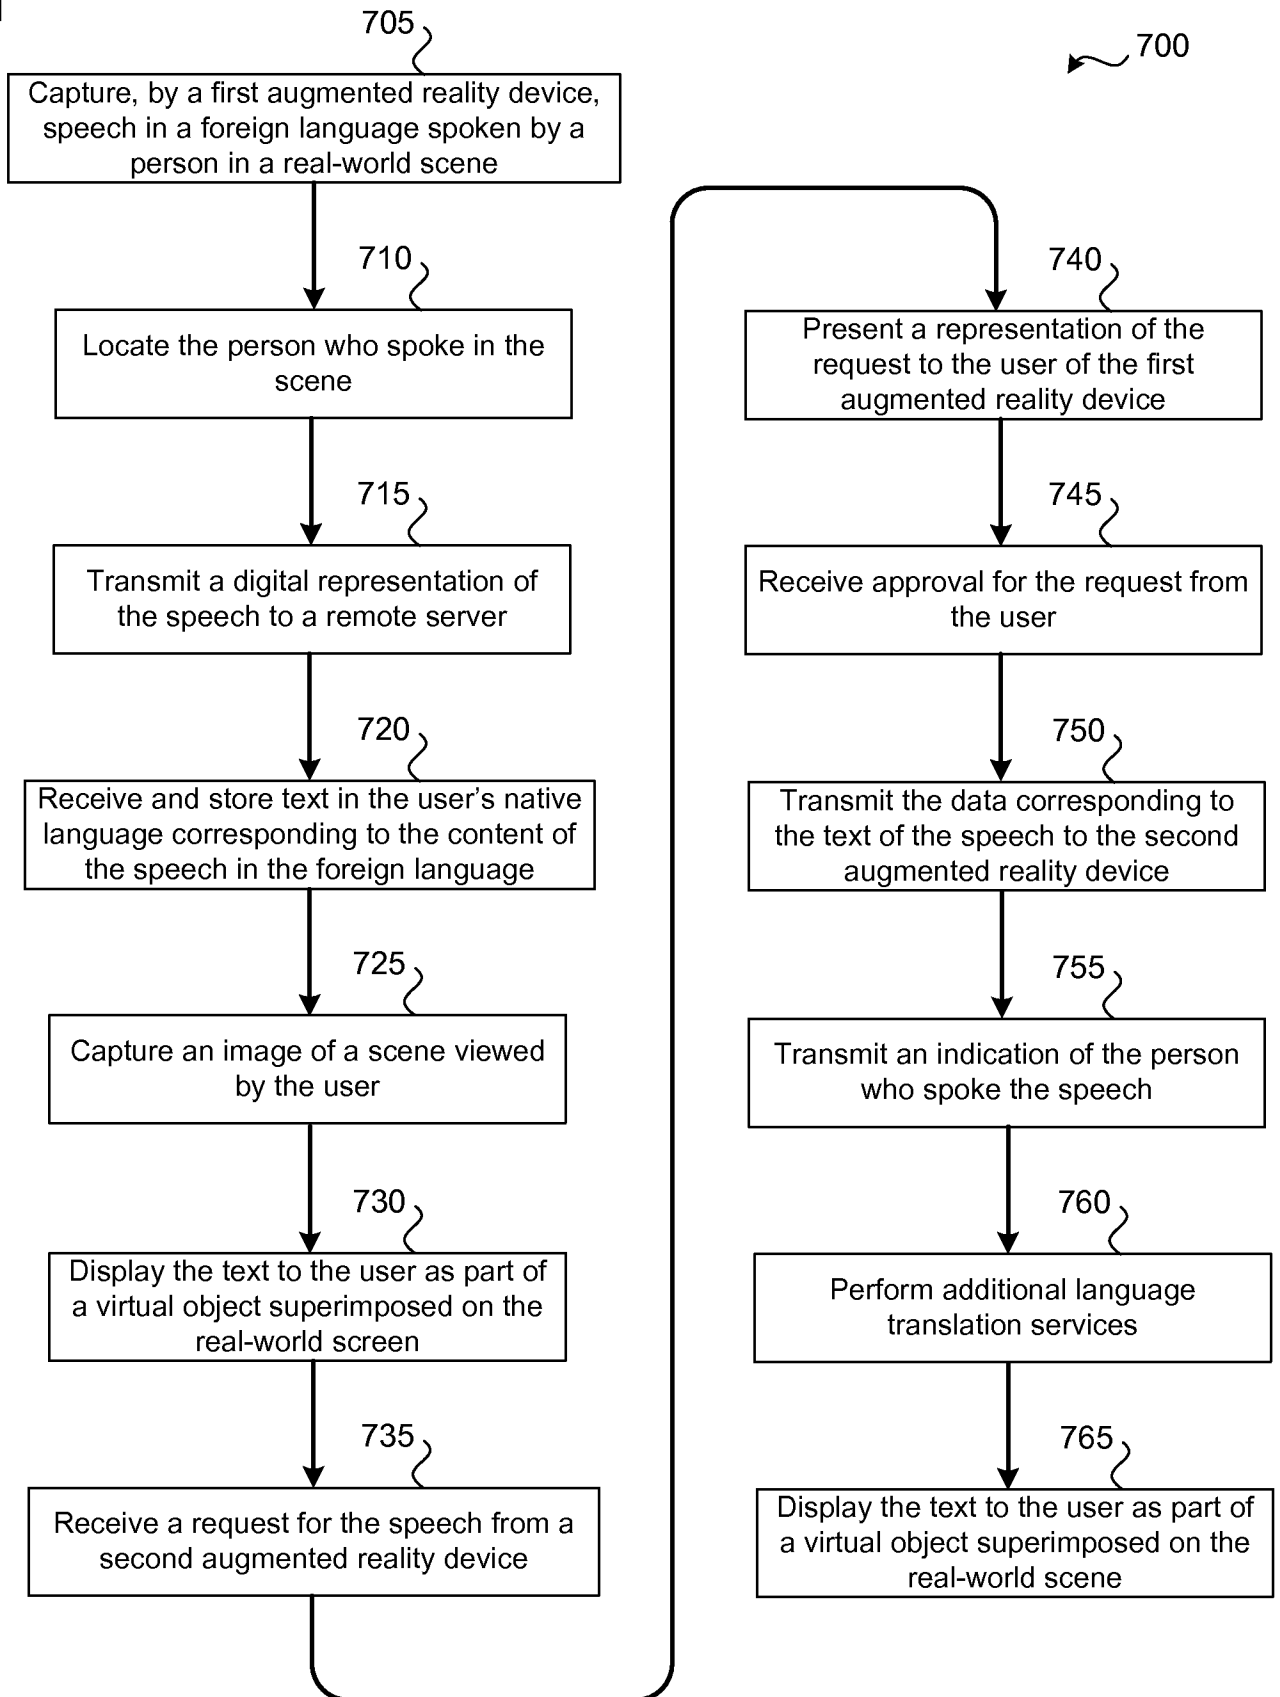 705
Capture, by a first augmented reality device,
speech in a foreign language spoken by a
person in a real-world scene
710
Locate the person who spoke in the
scene
715
Transmit a digital representation of
the speech to a remote server
720
Receive and store text in the user's native
language corresponding to the content of
the speech in the foreign language
725
Capture an image of a scene viewed
by the user
730
Display the text to the user as part of
a virtual object superimposed on the
real-world screen
735
Receive a request for the speech from a
second augmented reality device
700
740
Present a representation of the
request to the user of the first
augmented reality device
745
Receive approval for the request from
the user
750
Transmit the data corresponding to
the text of the speech to the second
augmented reality device
755
Transmit an indication of the person
who spoke the speech
760
Perform additional language
translation services
765
Display the text to the user as part of
a virtual object superimposed on the
real-world scene